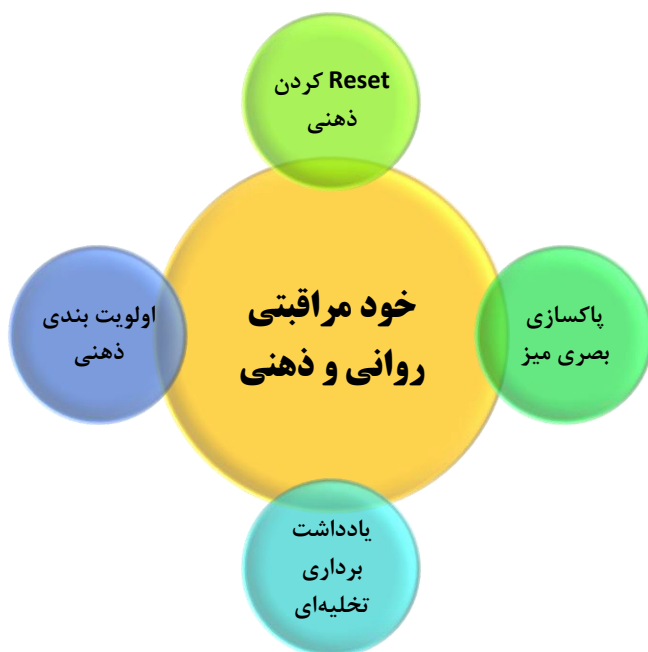 Reset کردن
ذهنی
خود مراقبتی
روانی و ذهنی
پاکسازی
بصری میز
یادداشت
برداری
تخلیه‌ای
اولویت بندی
ذهنی